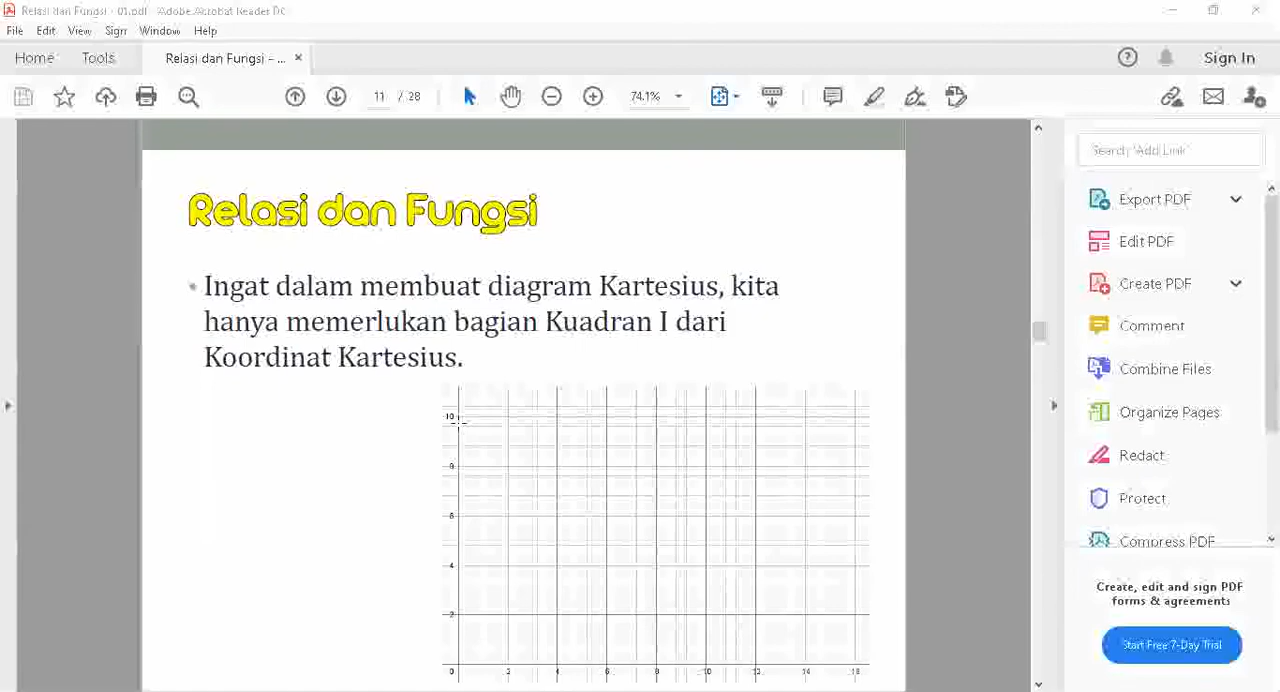 Relasi dan Fungsi - 01.pdf - Adobe Acrobat Reader DC
File Edit View Sign Window Help
Home Tools Relasi dan Fungsi - ... × Sign In
11 / 28 74.1%
Search 'Add Link'
Export PDF
Edit PDF
Create PDF
Comment
Combine Files
Organize Pages
Redact
Protect
Compress PDF
Create, edit and sign PDF
forms & agreements
Start Free 7-Day Trial
Relasi dan Fungsi
• Ingat dalam membuat diagram Kartesius, kita
hanya memerlukan bagian Kuadran I dari
Koordinat Kartesius.
10
6
4
2
0 2 4 6 8 10 12 14 16